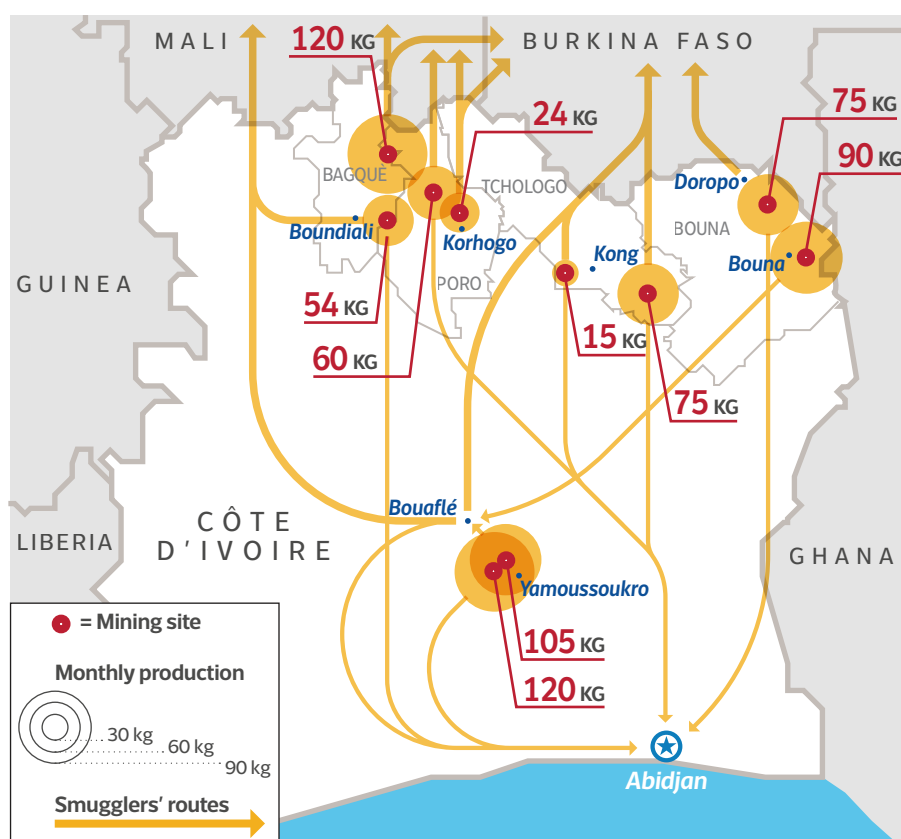 MALI
120 KG
BURKINA FASO
24 KG
75 KG
90 KG
BAGOUÈ
TCHOLOGO
Doropo
BOUNA
Boundiali
Korhogo
Kong
Bouna
GUINEA
PORO
54 KG
60 KG
15 KG
75 KG
Bouaflé
CÔTE
D'IVOIRE
LIBERIA
GHANA
Yamoussoukro
105 KG
120 KG
= Mining site
Monthly production
30 kg
60 kg
90 kg
Smugglers' routes
Abidjan